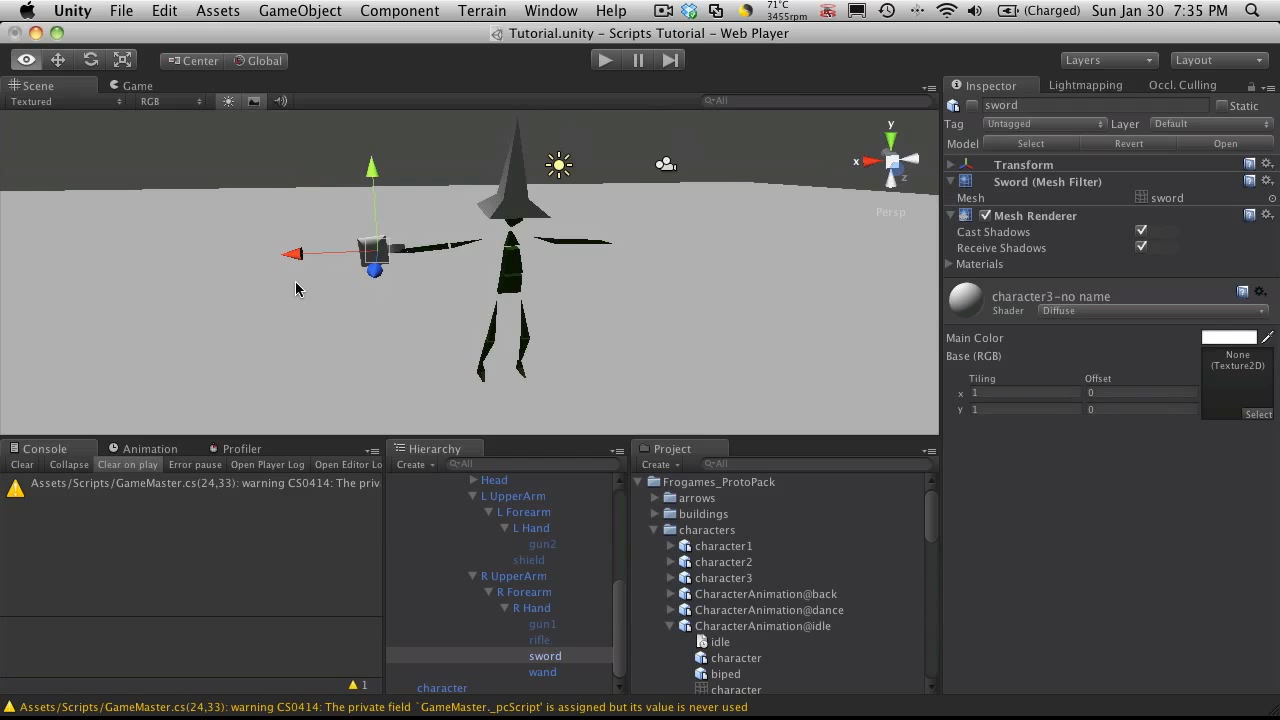 Unity File Edit Assets GameObject Component Terrain Window Help 71°C 3455rpm (Charged) Sun Jan 30 7:35 PM
Tutorial.unity – Scripts Tutorial – Web Player
Center Global Layers Layout
Scene Game
Textured RGB All
y
x
z
Persp
Inspector Lightmapping Occl. Culling
sword Static
Tag Untagged Layer Default
Model Select Revert Open
Transform
Sword (Mesh Filter)
Mesh sword
Mesh Renderer
Cast Shadows
Receive Shadows
Materials
character3-no name
Shader Diffuse
Main Color
Base (RGB)
None
(Texture2D)
Tiling Offset
x 1 0
y 1 0
Select
Console Animation Profiler
Clear Collapse Clear on play Error pause Open Player Log Open Editor Lo
Assets/Scripts/GameMaster.cs(24,33): warning CS0414: The priv
1
Hierarchy
Create All
Head
L UpperArm
L Forearm
L Hand
gun2
shield
R UpperArm
R Forearm
R Hand
gun1
rifle
sword
wand
character
Project
Create All
Frogames_ProtoPack
arrows
buildings
characters
character1
character2
character3
CharacterAnimation@back
CharacterAnimation@dance
CharacterAnimation@idle
idle
character
biped
character
Assets/Scripts/GameMaster.cs(24,33): warning CS0414: The private field `GameMaster._pcScript' is assigned but its value is never used